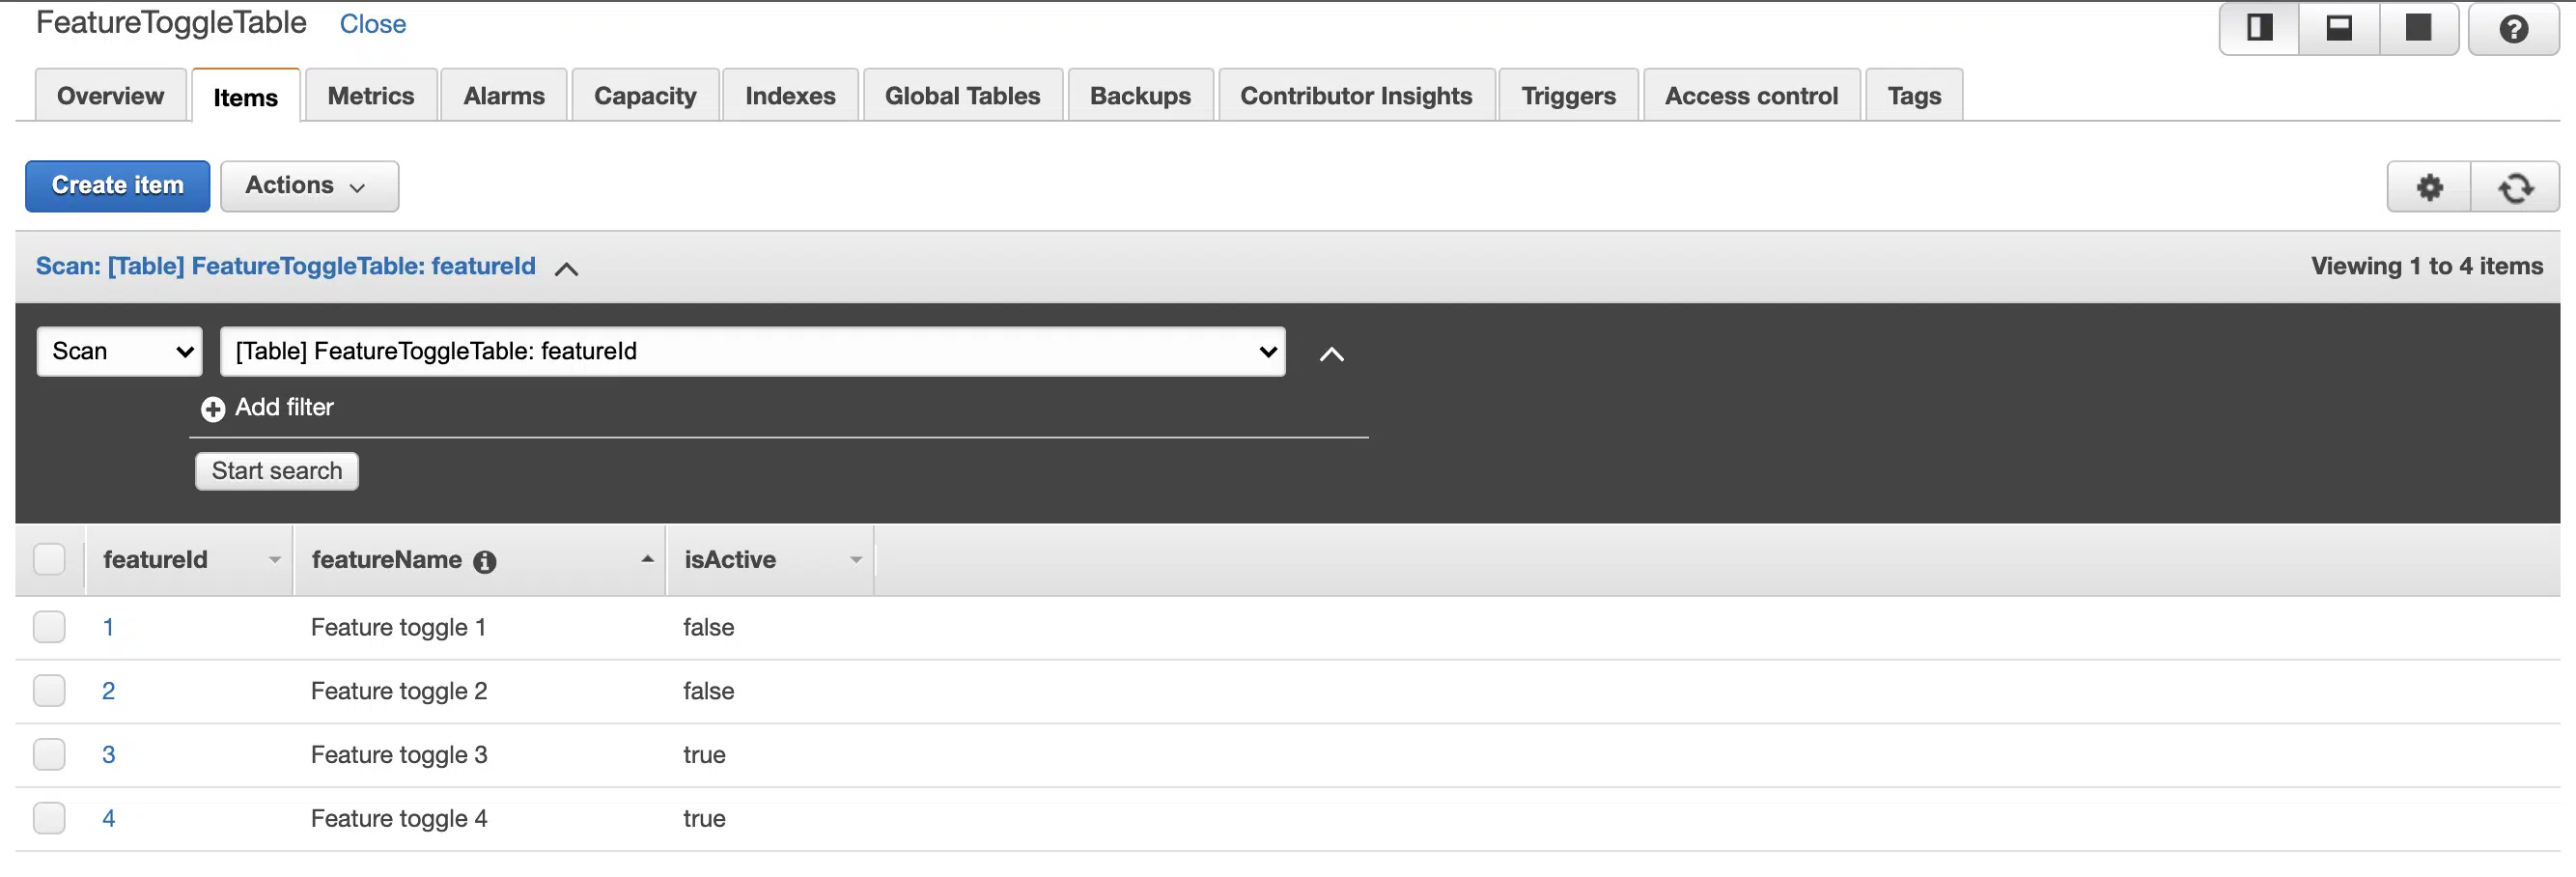 FeatureToggleTable Close
Overview Items Metrics Alarms Capacity Indexes Global Tables Backups Contributor Insights Triggers Access control Tags
Create item Actions
Scan: [Table] FeatureToggleTable: featureId Viewing 1 to 4 items
Scan [Table] FeatureToggleTable: featureId
Add filter
Start search
featureId featureName isActive
1 Feature toggle 1 false
2 Feature toggle 2 false
3 Feature toggle 3 true
4 Feature toggle 4 true